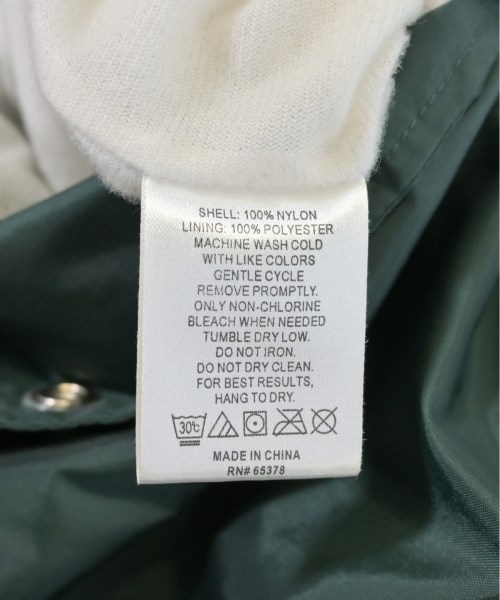 SHELL: 100% NYLON
LINING: 100% POLYESTER
MACHINE WASH COLD
WITH LIKE COLORS
GENTLE CYCLE
REMOVE PROMPTLY.
ONLY NON-CHLORINE
BLEACH WHEN NEEDED
TUMBLE DRY LOW.
DO NOT IRON.
DO NOT DRY CLEAN.
FOR BEST RESULTS,
HANG TO DRY.
30℃
MADE IN CHINA
RN# 65378